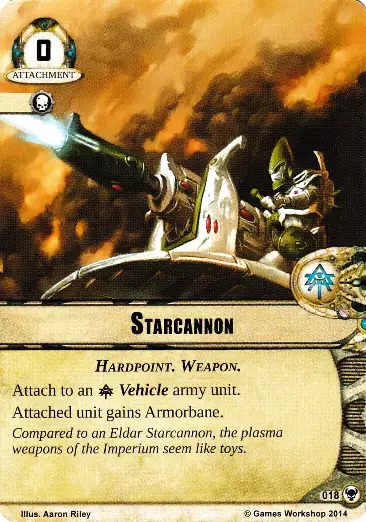 0
ATTACHMENT
STARCANNON
HARDPOINT. WEAPON.
Attach to an Vehicle army unit.
Attached unit gains Armorbane.
Compared to an Eldar Starcannon, the plasma
weapons of the Imperium seem like toys.
018
Illus. Aaron Riley
© Games Workshop 2014